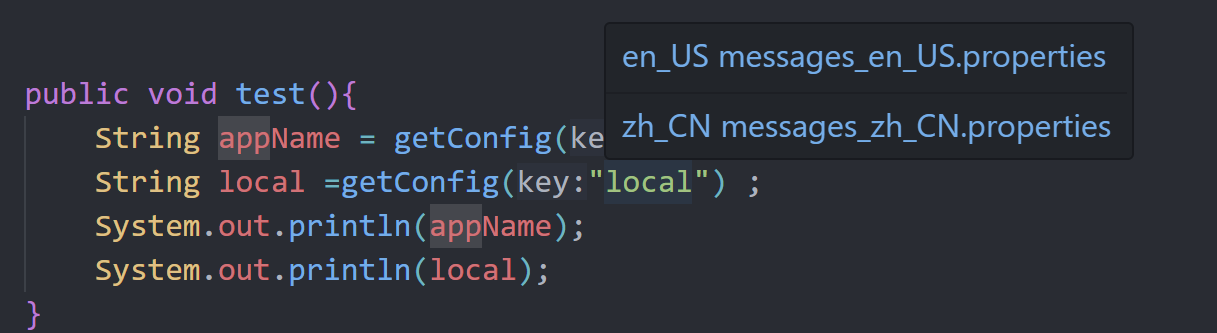 en_US messages_en_US.properties
public void test(){
zh_CN messages_zh_CN.properties
String appName = getConfig(ke
String local =getConfig(key:"local") ;
System.out.println(appName);
System.out.println(local);
}